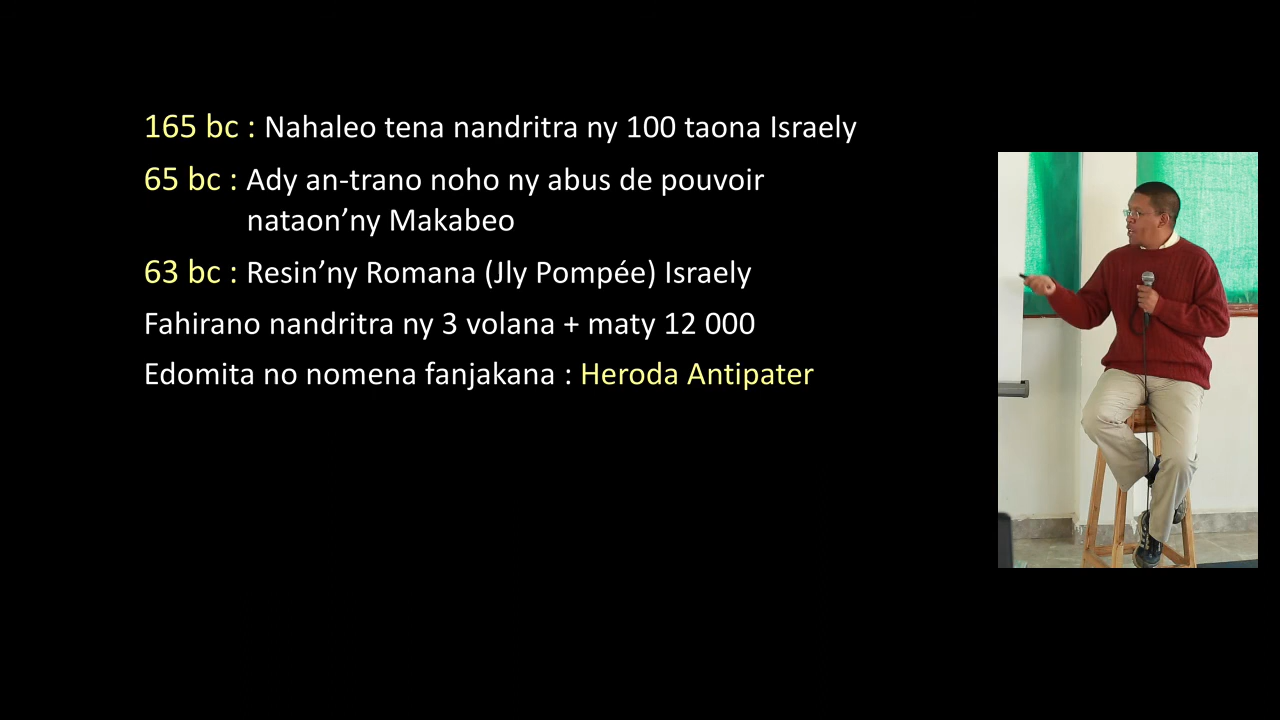 165 bc : Nahaleo tena nandritra ny 100 taona Israely
65 bc : Ady an-trano noho ny abus de pouvoir
nataon’ny Makabeo
63 bc : Resin’ny Romana (Jly Pompée) Israely
Fahirano nandritra ny 3 volana + maty 12 000
Edomita no nomena fanjakana : Heroda Antipater